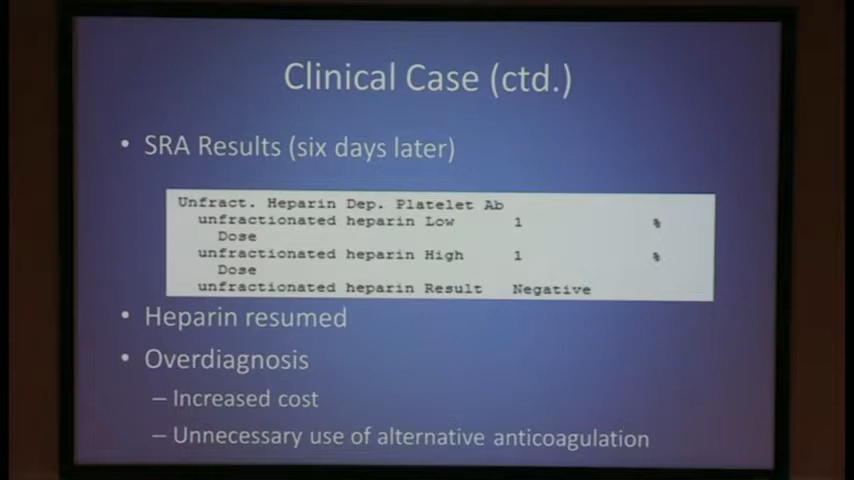 Clinical Case (ctd.)
• SRA Results (six days later)
Unfract. Heparin Dep. Platelet Ab
unfractionated heparin Low 1 %
Dose
unfractionated heparin High 1 %
Dose
unfractionated heparin Result Negative
• Heparin resumed
• Overdiagnosis
– Increased cost
– Unnecessary use of alternative anticoagulation